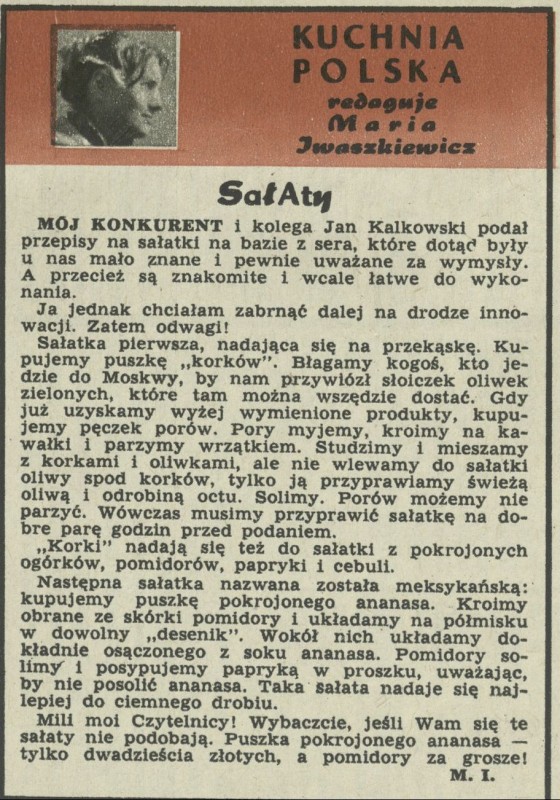 KUCHNIA
POLSKA
redaguje
Maria
Iwaszkiewicz
SałAty
MÓJ KONKURENT i kolega Jan Kalkowski podał
przepisy na sałatki na bazie z sera, które dotąd były
u nas mało znane i pewnie uważane za wymysły.
A przecież są znakomite i wcale łatwe do wyko-
nania.
Ja jednak chciałam zabrnąć dalej na drodze inno-
wacji. Zatem odwagi!
Sałatka pierwsza, nadająca się na przekąskę. Ku-
pujemy puszkę „korków”. Błagamy kogoś, kto je-
dzie do Moskwy, by nam przywiózł słoiczek oliwek
zielonych, które tam można wszędzie dostać. Gdy
już uzyskamy wyżej wymienione produkty, kupu-
jemy pęczek porów. Pory myjemy, kroimy na ka-
wałki i parzymy wrzątkiem. Studzimy i mieszamy
z korkami i oliwkami, ale nie wlewamy do sałatki
oliwy spod korków, tylko ją przyprawiamy świeżą
oliwą i odrobiną octu. Solimy. Porów możemy nie
parzyć. Wówczas musimy przyprawić sałatkę na do-
bre parę godzin przed podaniem.
„Korki” nadają się też do sałatki z pokrojonych
ogórków, pomidorów, papryki i cebuli.
Następna sałatka nazwana została meksykańską:
kupujemy puszkę pokrojonego ananasa. Kroimy
obrane ze skórki pomidory i układamy na półmisku
w dowolny „desenik”. Wokół nich układamy do-
kładnie osączonego z soku ananasa. Pomidory so-
limy i posypujemy papryką w proszku, uważając,
by nie posolić ananasa. Taka sałata nadaje się naj-
lepiej do ciemnego drobiu.
Mili moi Czytelnicy! Wybaczcie, jeśli Wam się te
sałaty nie podobają. Puszka pokrojonego ananasa —
tylko dwadzieścia złotych, a pomidory za grosze!
M. I.